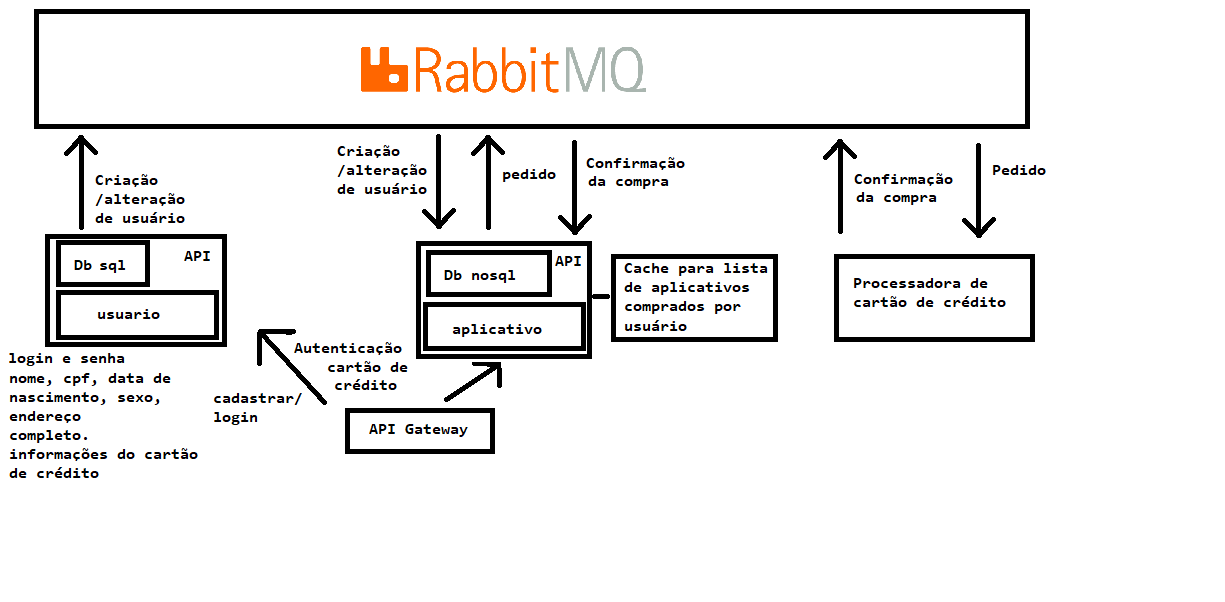 RabbitMQ
Criação
/alteração
de usuário
Criação
/alteração
de usuário
pedido
Confirmação
da compra
Confirmação
da compra
Pedido
Db sql
API
usuario
Db nosql
API
aplicativo
Cache para lista
de aplicativos
comprados por
usuário
Processadora de
cartão de crédito
login e senha
nome, cpf, data de
nascimento, sexo,
endereço
completo.
informações do cartão
de crédito
Autenticação
cartão de
crédito
cadastrar/
login
API Gateway